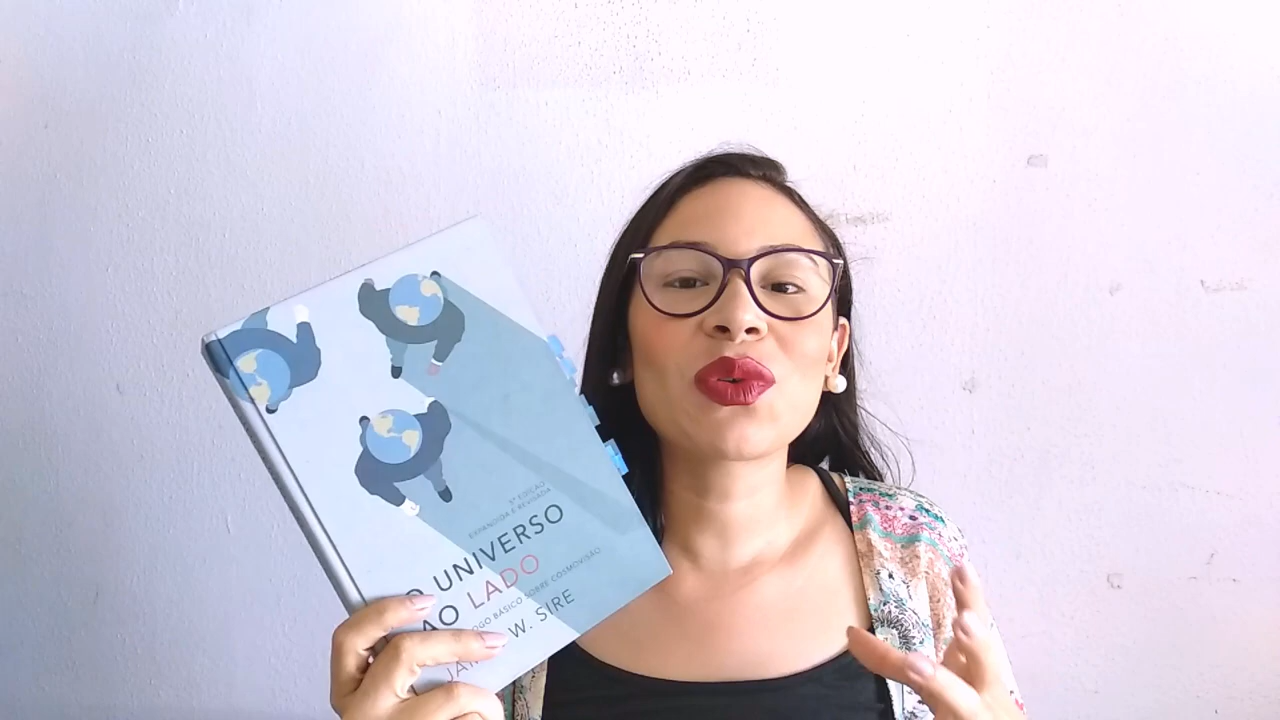 5ª EDIÇÃO
EXPANDIDA E REVISADA
O UNIVERSO
AO LADO
BÁSICO SOBRE COSMOVISÃO
W. SIRE